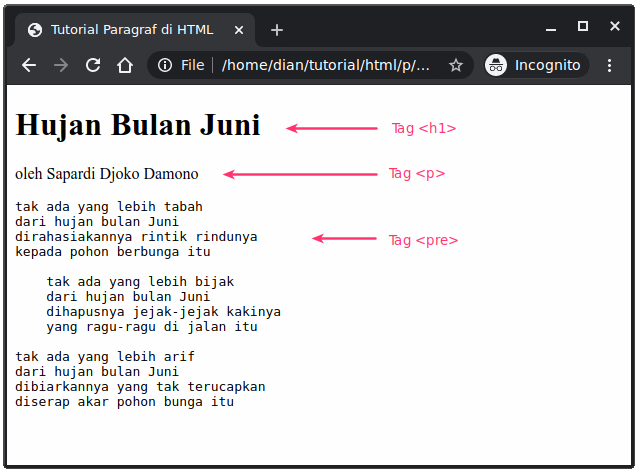 Tutorial Paragraf di HTML
File | /home/dian/tutorial/html/p/... Incognito
Hujan Bulan Juni
Tag <h1>
oleh Sapardi Djoko Damono
Tag <p>
tak ada yang lebih tabah
dari hujan bulan Juni
dirahasiakannya rintik rindunya
Tag <pre>
kepada pohon berbunga itu
tak ada yang lebih bijak
dari hujan bulan Juni
dihapusnya jejak-jejak kakinya
yang ragu-ragu di jalan itu
tak ada yang lebih arif
dari hujan bulan Juni
dibiarkannya yang tak terucapkan
diserap akar pohon bunga itu